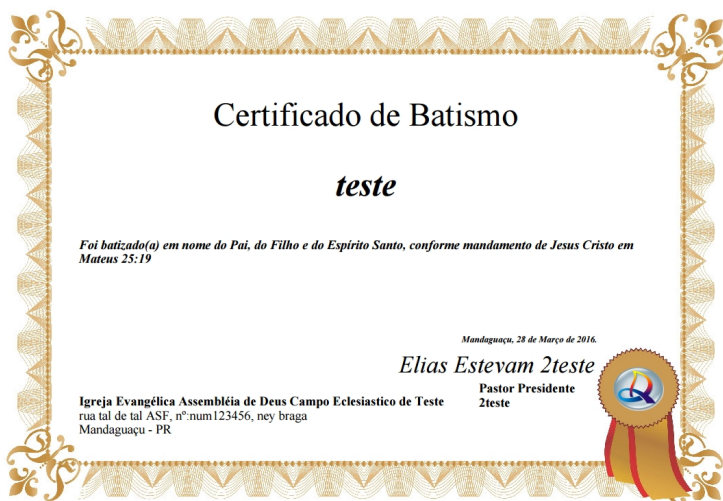 Certificado de Batismo
teste
Foi batizado(a) em nome do Pai, do Filho e do Espírito Santo, conforme mandamento de Jesus Cristo em
Mateus 25:19
Mandaguaçu, 28 de Março de 2016.
Elias Estevam 2teste
Pastor Presidente
2teste
Igreja Evangélica Assembléia de Deus Campo Eclesiastico de Teste
rua tal de tal ASF, nº:num123456, ney braga
Mandaguaçu - PR